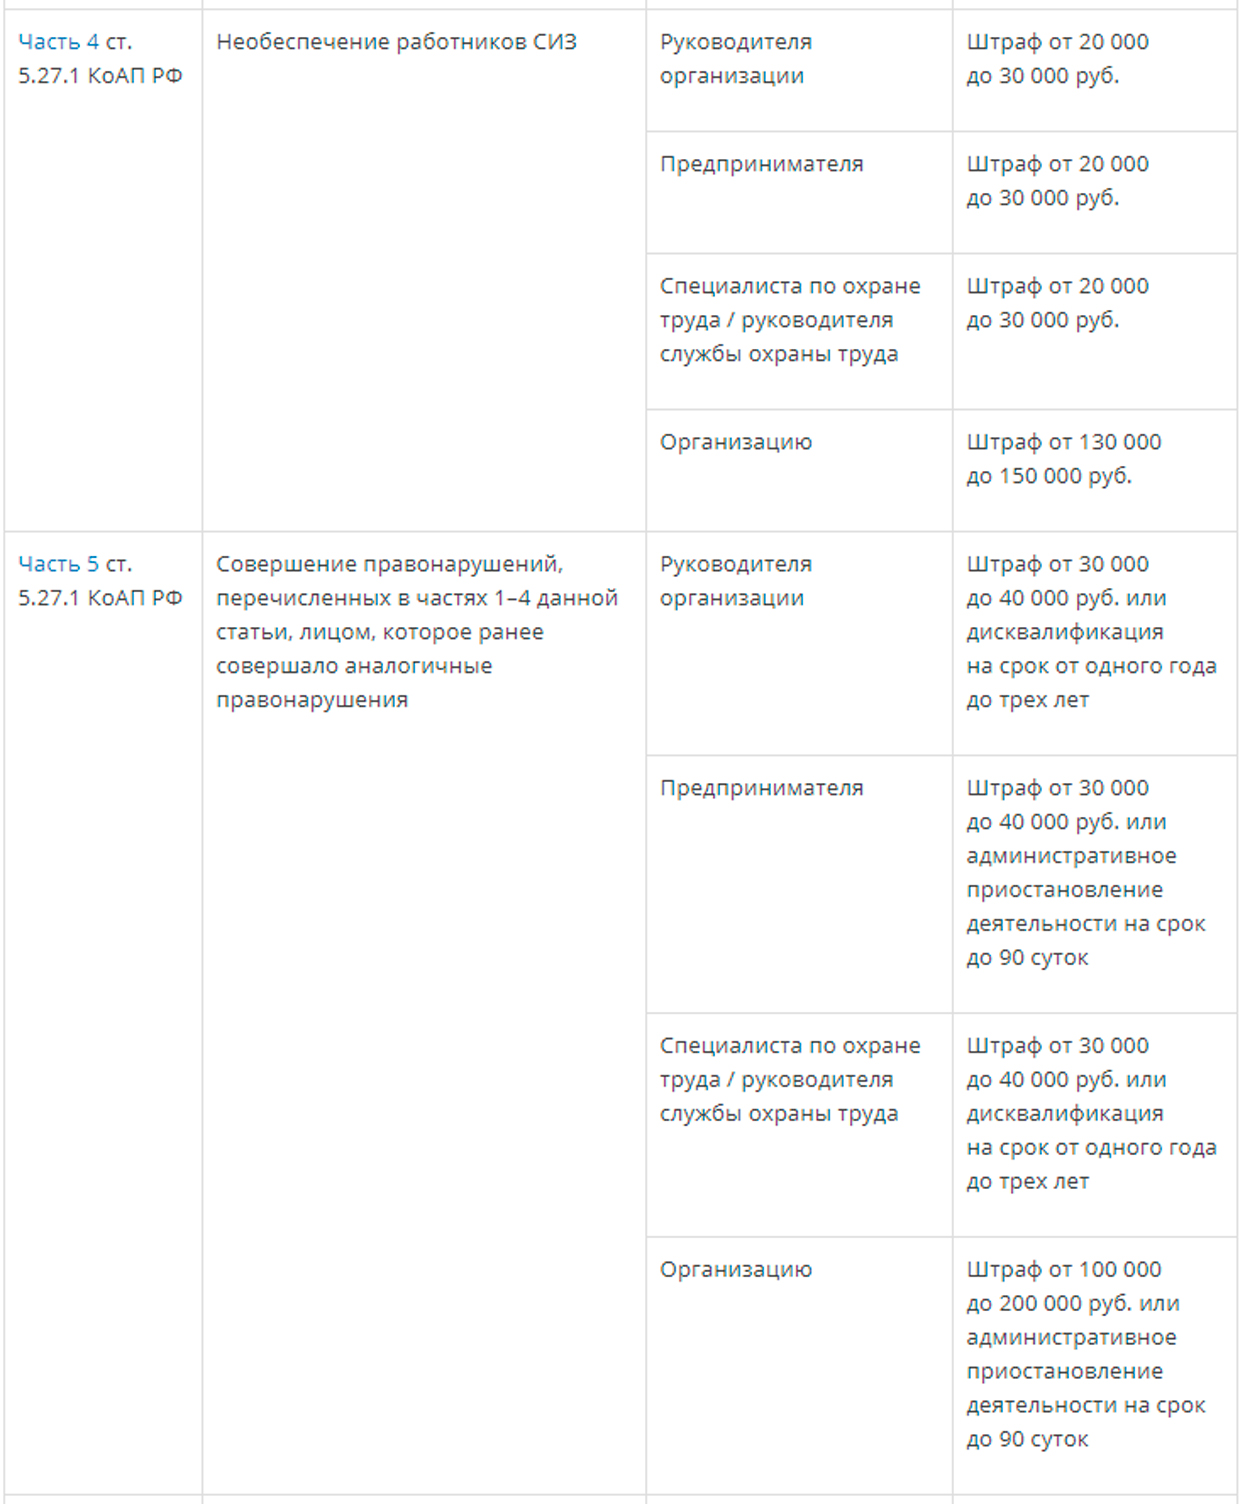 Часть 4 ст.
5.27.1 КоАП РФ
Необеспечение работников СИЗ
Руководителя
организации
Штраф от 20 000
до 30 000 руб.
Предпринимателя
Штраф от 20 000
до 30 000 руб.
Специалиста по охране
труда / руководителя
службы охраны труда
Штраф от 20 000
до 30 000 руб.
Организацию
Штраф от 130 000
до 150 000 руб.
Часть 5 ст.
5.27.1 КоАП РФ
Совершение правонарушений,
перечисленных в частях 1–4 данной
статьи, лицом, которое ранее
совершало аналогичные
правонарушения
Руководителя
организации
Штраф от 30 000
до 40 000 руб. или
дисквалификация
на срок от одного года
до трех лет
Предпринимателя
Штраф от 30 000
до 40 000 руб. или
административное
приостановление
деятельности на срок
до 90 суток
Специалиста по охране
труда / руководителя
службы охраны труда
Штраф от 30 000
до 40 000 руб. или
дисквалификация
на срок от одного года
до трех лет
Организацию
Штраф от 100 000
до 200 000 руб. или
административное
приостановление
деятельности на срок
до 90 суток